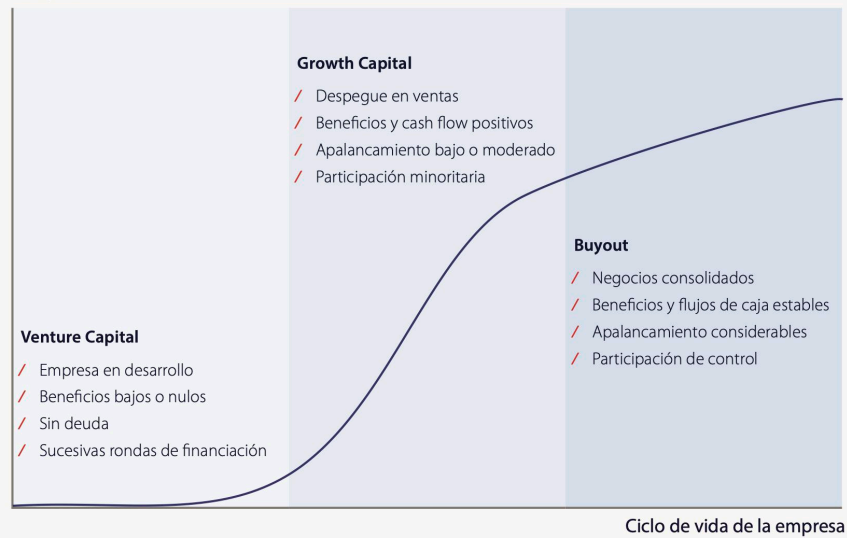 Growth Capital
/ Despegue en ventas
/ Beneficios y cash flow positivos
/ Apalancamiento bajo o moderado
/ Participación minoritaria
Buyout
/ Negocios consolidados
/ Beneficios y flujos de caja estables
/ Apalancamiento considerables
/ Participación de control
Venture Capital
/ Empresa en desarrollo
/ Beneficios bajos o nulos
/ Sin deuda
/ Sucesivas rondas de financiación
Ciclo de vida de la empresa